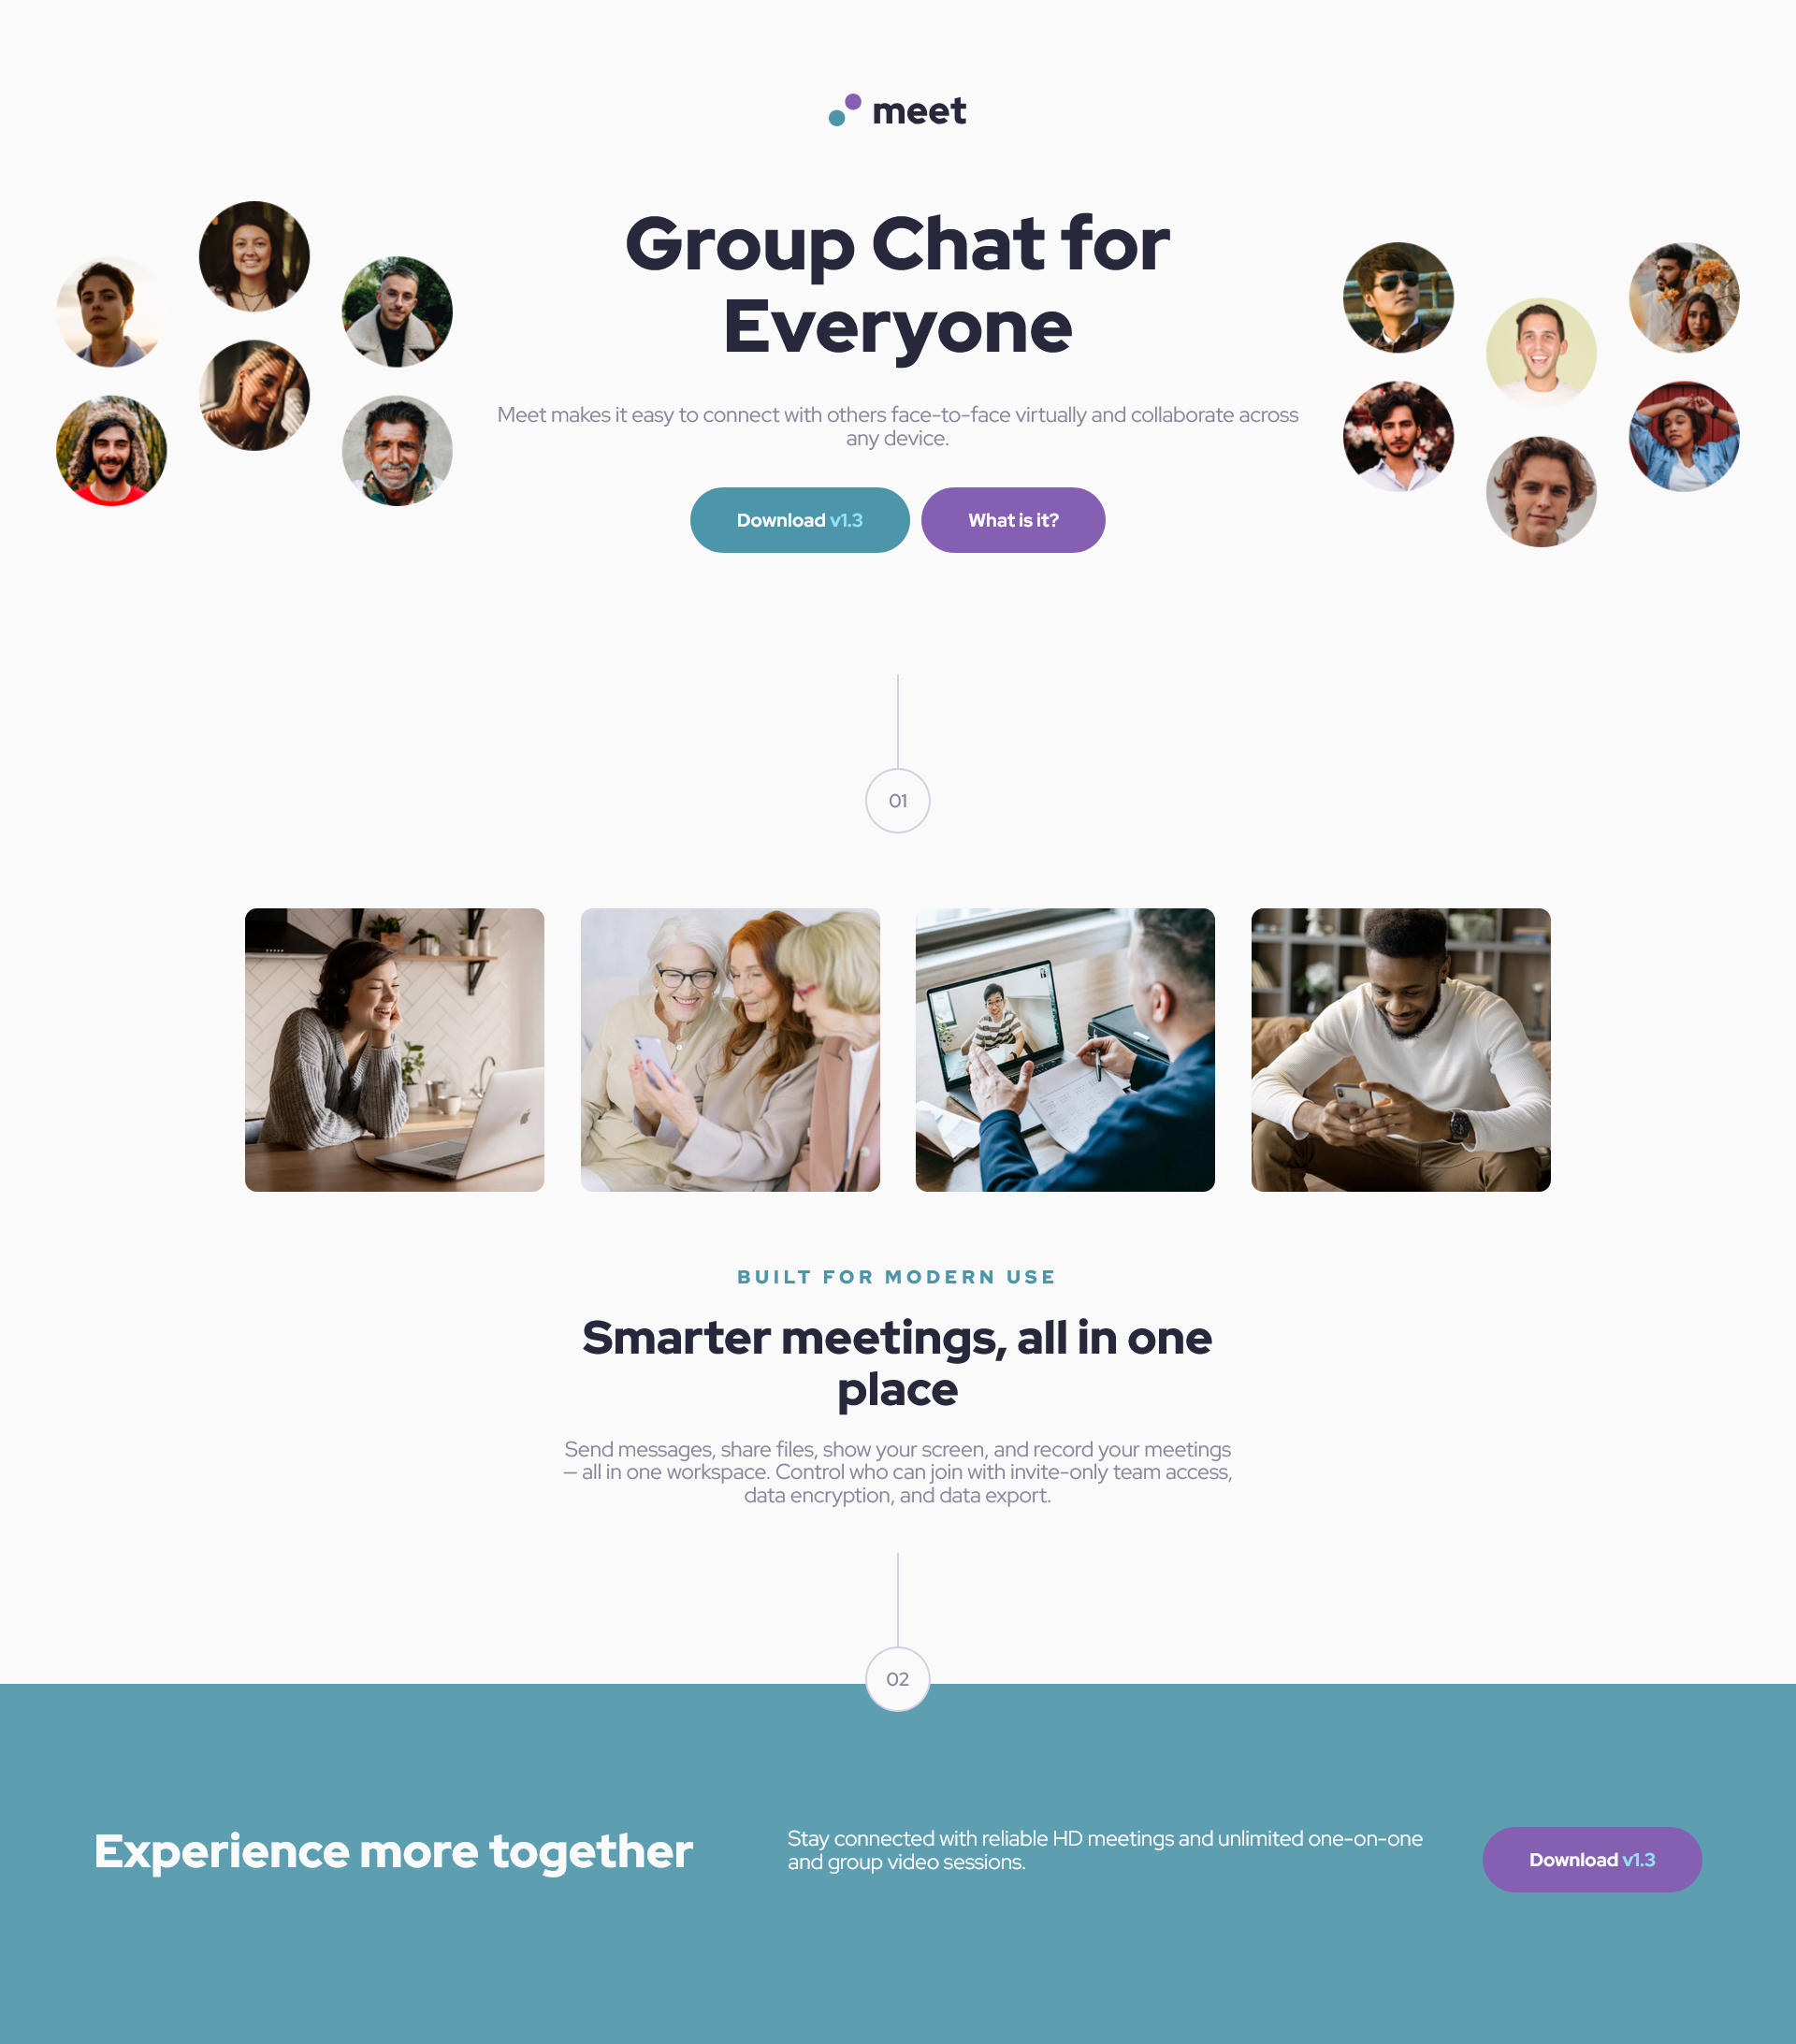 meet
Group Chat for
Everyone
Meet makes it easy to connect with others face-to-face virtually and collaborate across
any device.
Download v1.3
What is it?
01
BUILT FOR MODERN USE
Smarter meetings, all in one
place
Send messages, share files, show your screen, and record your meetings
— all in one workspace. Control who can join with invite-only team access,
data encryption, and data export.
02
Experience more together
Stay connected with reliable HD meetings and unlimited one-on-one
and group video sessions.
Download v1.3